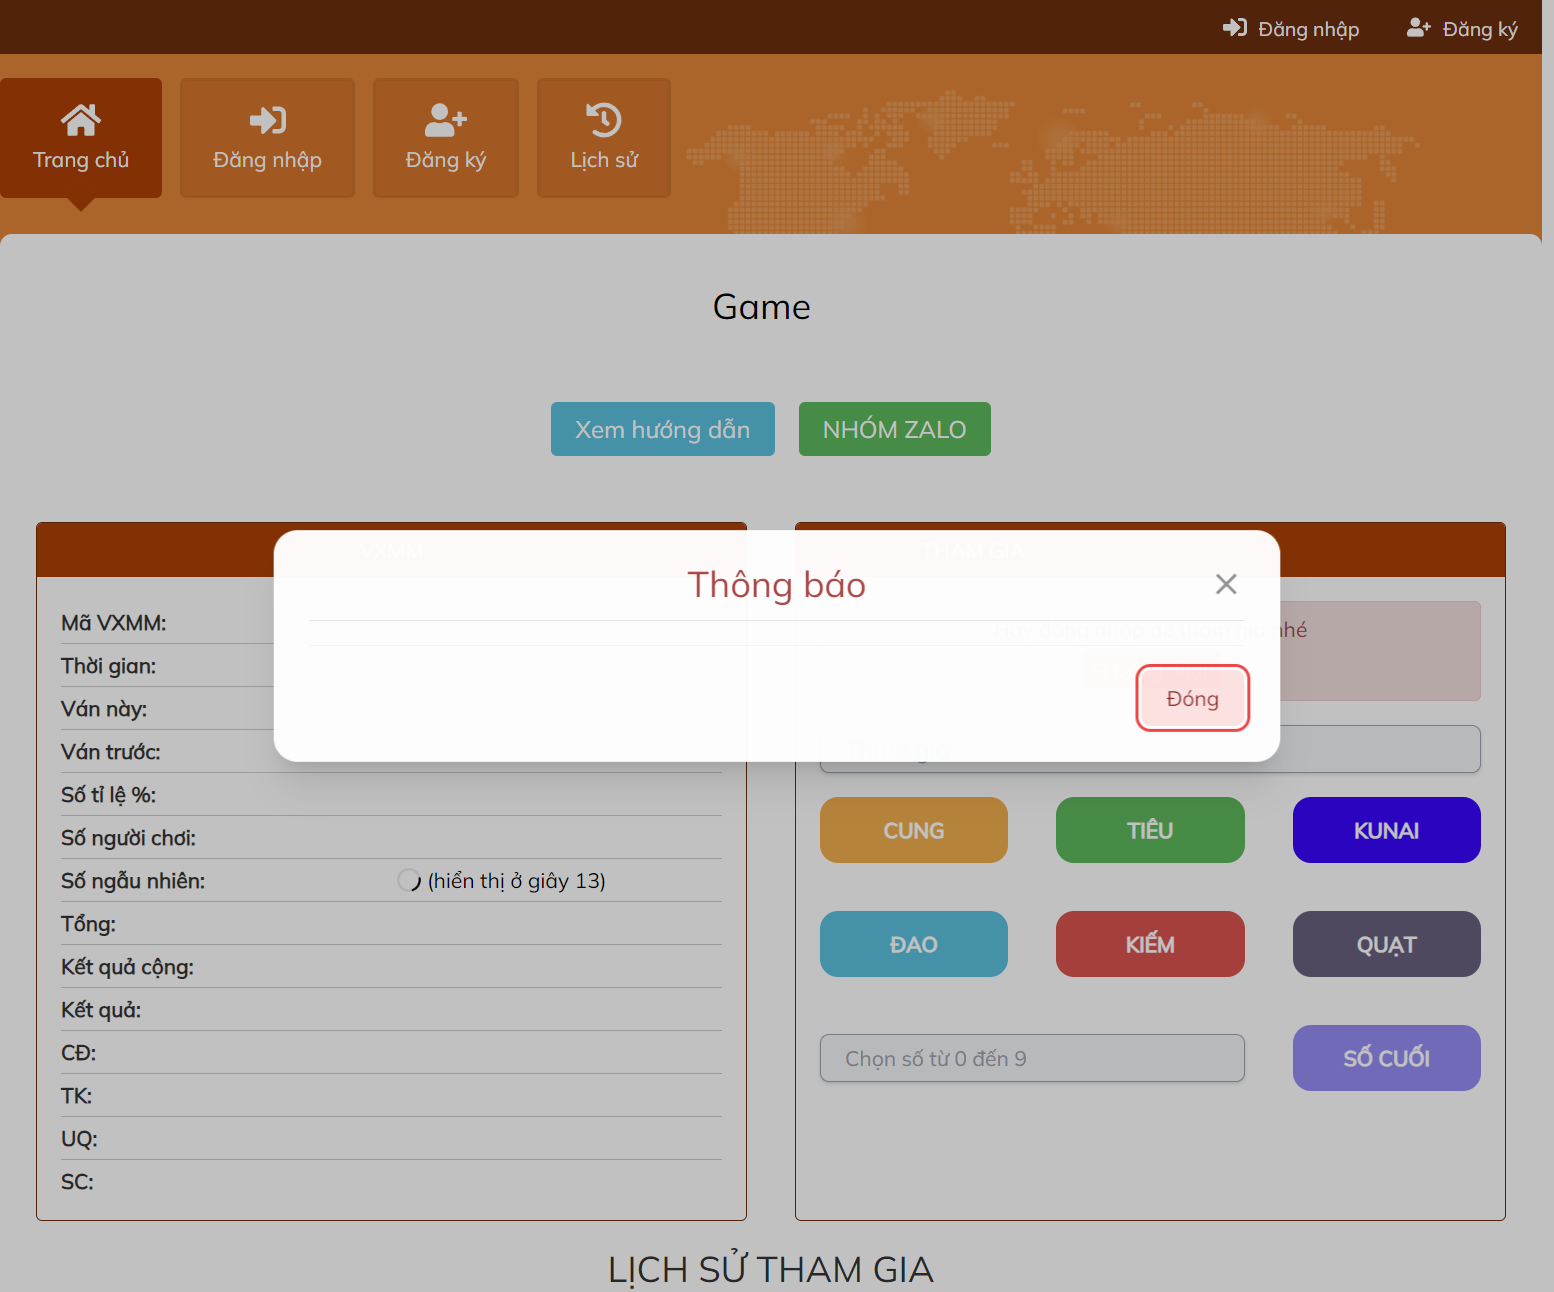 Đăng nhập
Đăng ký
Trang chủ
Đăng nhập
Đăng ký
Lịch sử
Game
Xem hướng dẫn
NHÓM ZALO
VXMM
THAM GIA
Thông báo
Mã VXMM:
nhé
Thời gian:
Đóng
Ván này:
Ván trước:
Số tỉ lệ %:
Số người chơi:
Số ngẫu nhiên:
(hiển thị ở giây 13)
Tổng:
Kết quả cộng:
Kết quả:
CĐ:
TK:
UQ:
SC:
CUNG
TIÊU
KUNAI
ĐAO
KIẾM
QUẠT
Chọn số từ 0 đến 9
SỐ CUỐI
LỊCH SỬ THAM GIA